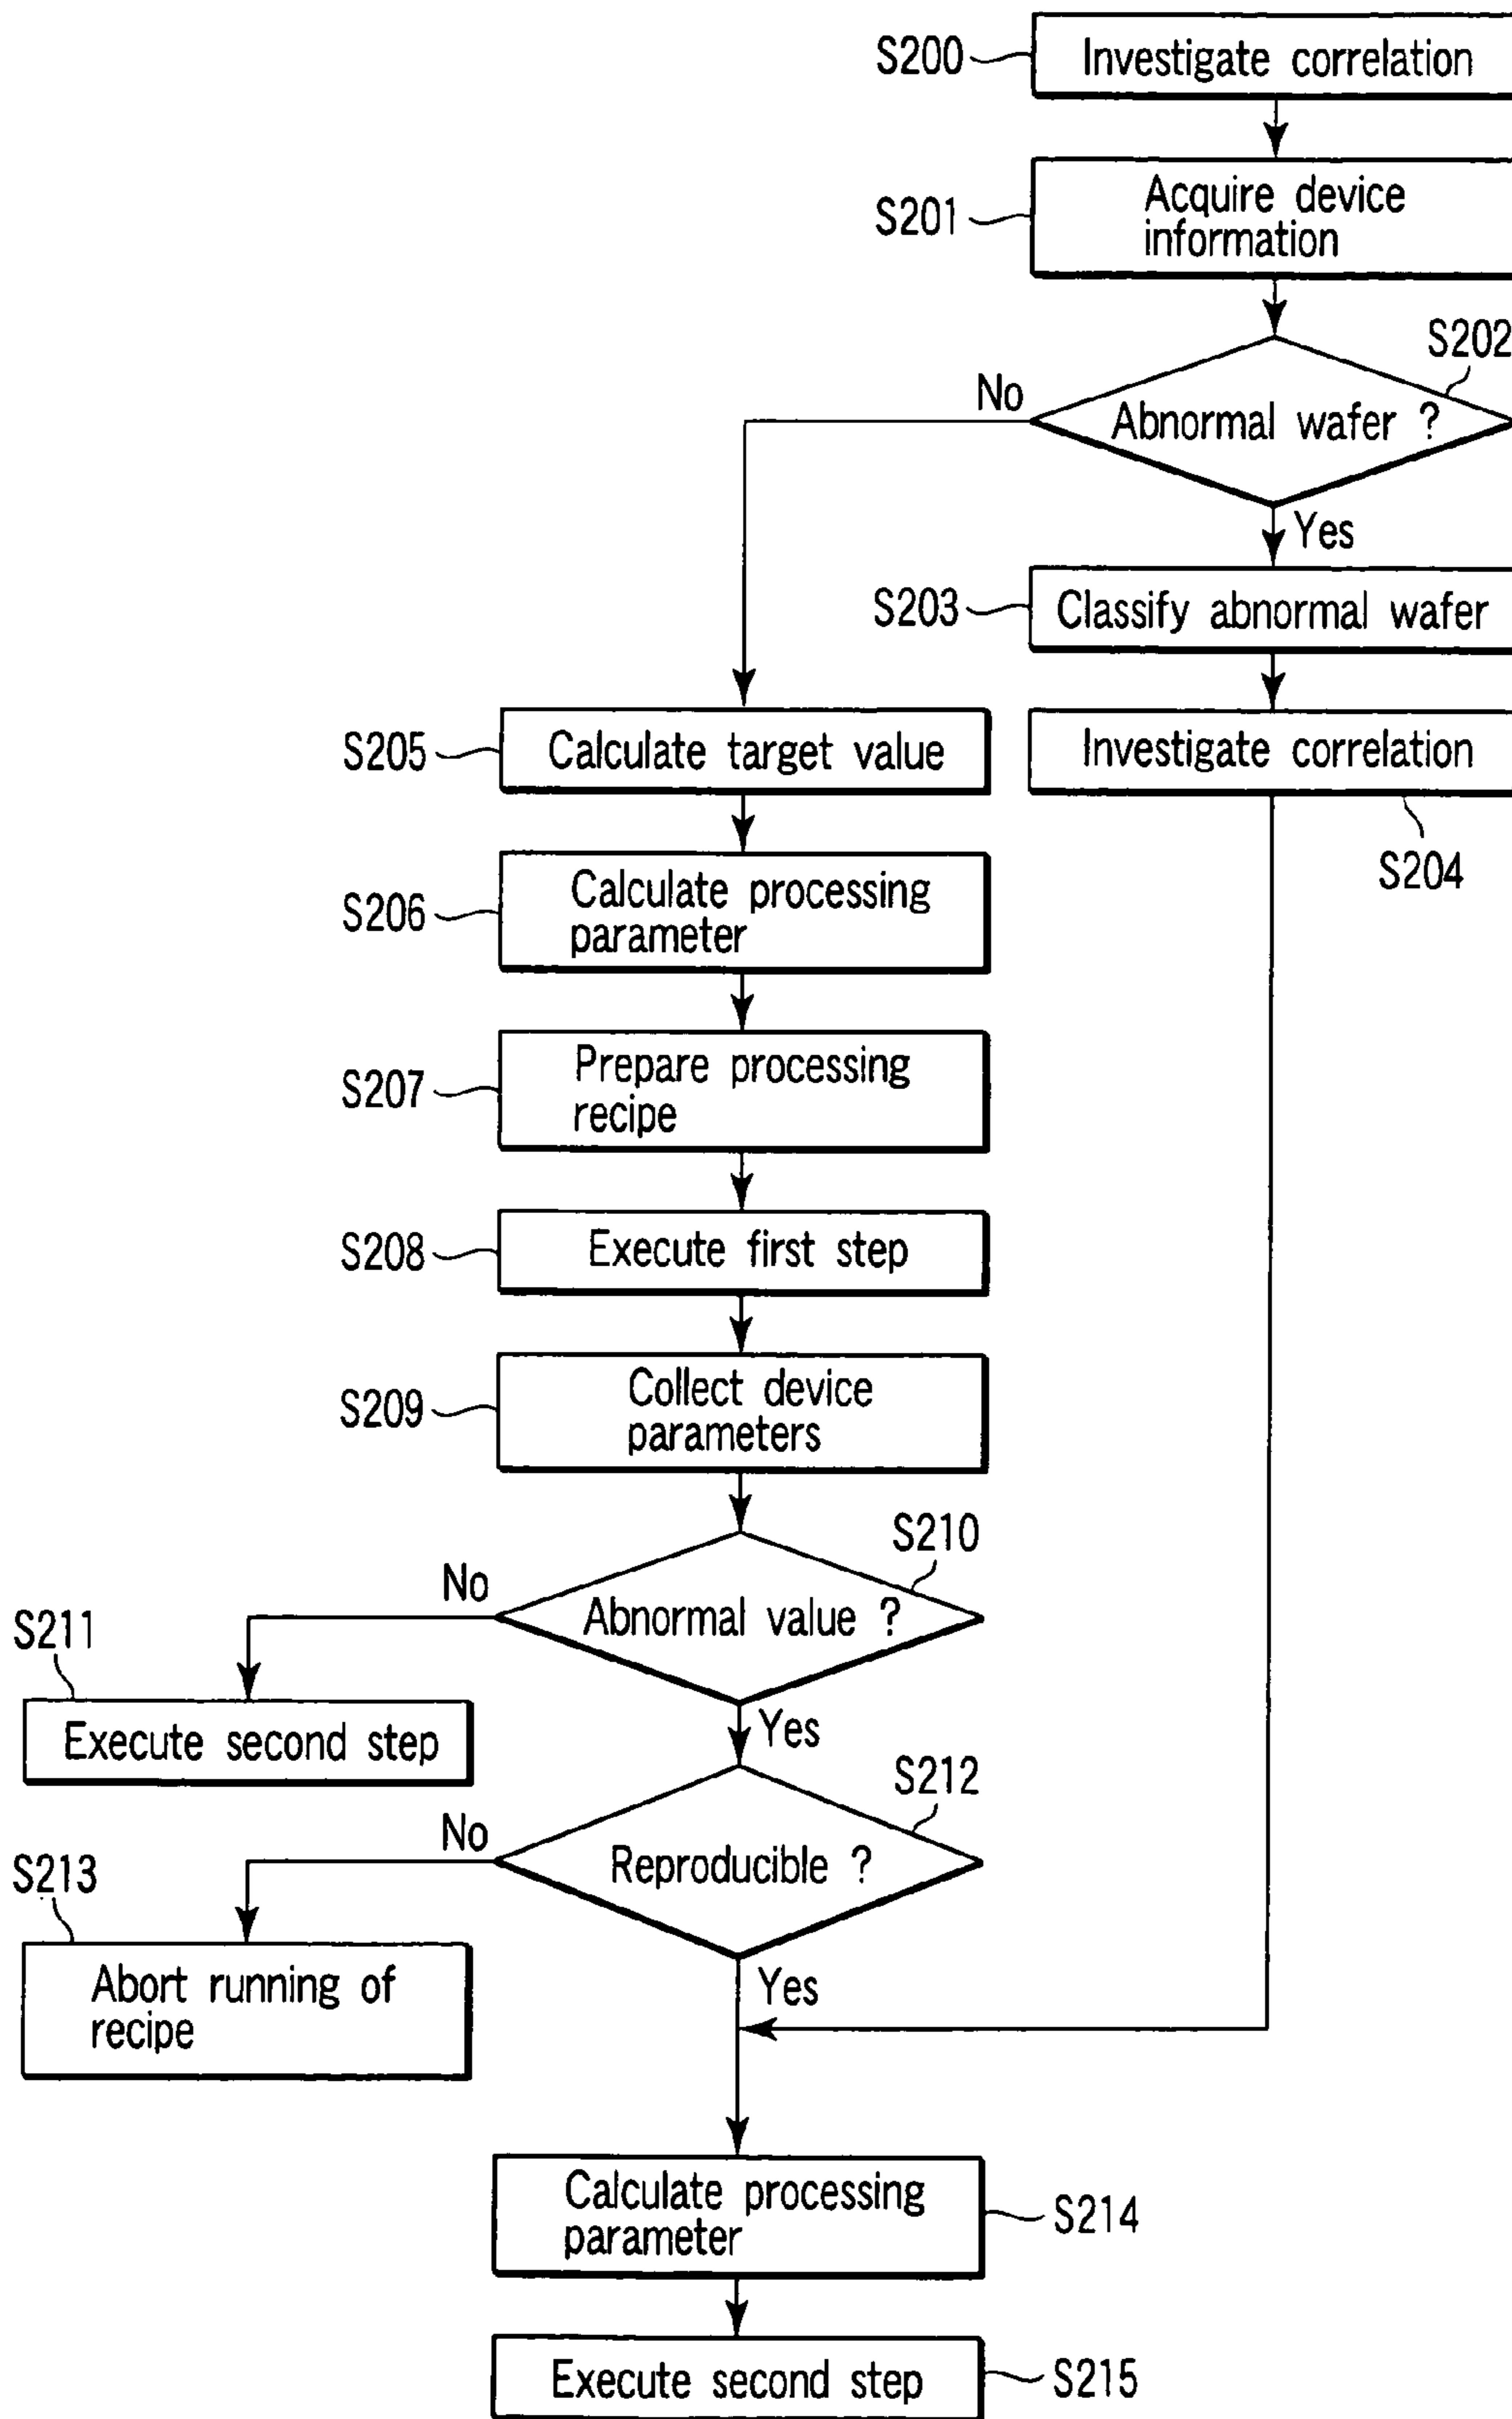 S200
Investigate correlation
S201
Acquire device
information
S202
No
Abnormal wafer ?
Yes
S203
Classify abnormal wafer
S205
Calculate target value
Investigate correlation
S204
S206
Calculate processing
parameter
S207
Prepare processing
recipe
S208
Execute first step
S209
Collect device
parameters
S210
No
Abnormal value ?
S211
Yes
Execute second step
S212
No
Reproducible ?
S213
Yes
Abort running of
recipe
Calculate processing
parameter
S214
Execute second step
S215